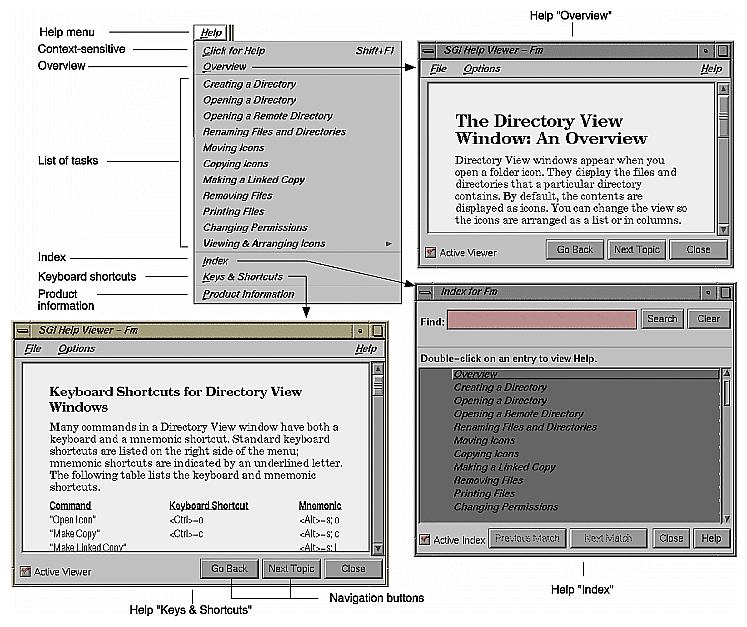 Help "Overview"
Help menu
Context-sensitive
Overview
List of tasks
Index
Keyboard shortcuts
Product
information
Help
Click for Help Shift+F1
Overview
Creating a Directory
Opening a Directory
Opening a Remote Directory
Renaming Files and Directories
Moving Icons
Copying Icons
Making a Linked Copy
Removing Files
Printing Files
Changing Permissions
Viewing & Arranging Icons
Index
Keys & Shortcuts
Product Information
SGI Help Viewer – Fm
File Options Help
The Directory View
Window: An Overview
Directory View windows appear when you
open a folder icon. They display the files and
directories that a particular directory
contains. By default, the contents are
displayed as icons. You can change the view so
the icons are arranged as a list or in columns.
Active Viewer Go Back Next Topic Close
SGI Help Viewer – Fm
File Options Help
Keyboard Shortcuts for Directory View
Windows
Many commands in a Directory View window have both a
keyboard and a mnemonic shortcut. Standard keyboard
shortcuts are listed on the right side of the menu;
mnemonic shortcuts are indicated by an underlined letter.
The following table lists the keyboard and mnemonic
shortcuts.
Command Keyboard Shortcut Mnemonic
"Open Icon" <Ctrl>-o <Alt>-s; o
"Make Copy" <Ctrl>-c <Alt>-s; c
"Make Linked Copy" <Alt>-s; l
Active Viewer Go Back Next Topic Close
Help "Keys & Shortcuts"
Navigation buttons
Index for Fm
Find: Search Clear
Double-click on an entry to view Help.
Overview
Creating a Directory
Opening a Directory
Opening a Remote Directory
Renaming Files and Directories
Moving Icons
Copying Icons
Making a Linked Copy
Removing Files
Printing Files
Changing Permissions
Active Index Previous Match Next Match Close Help
Help "Index"